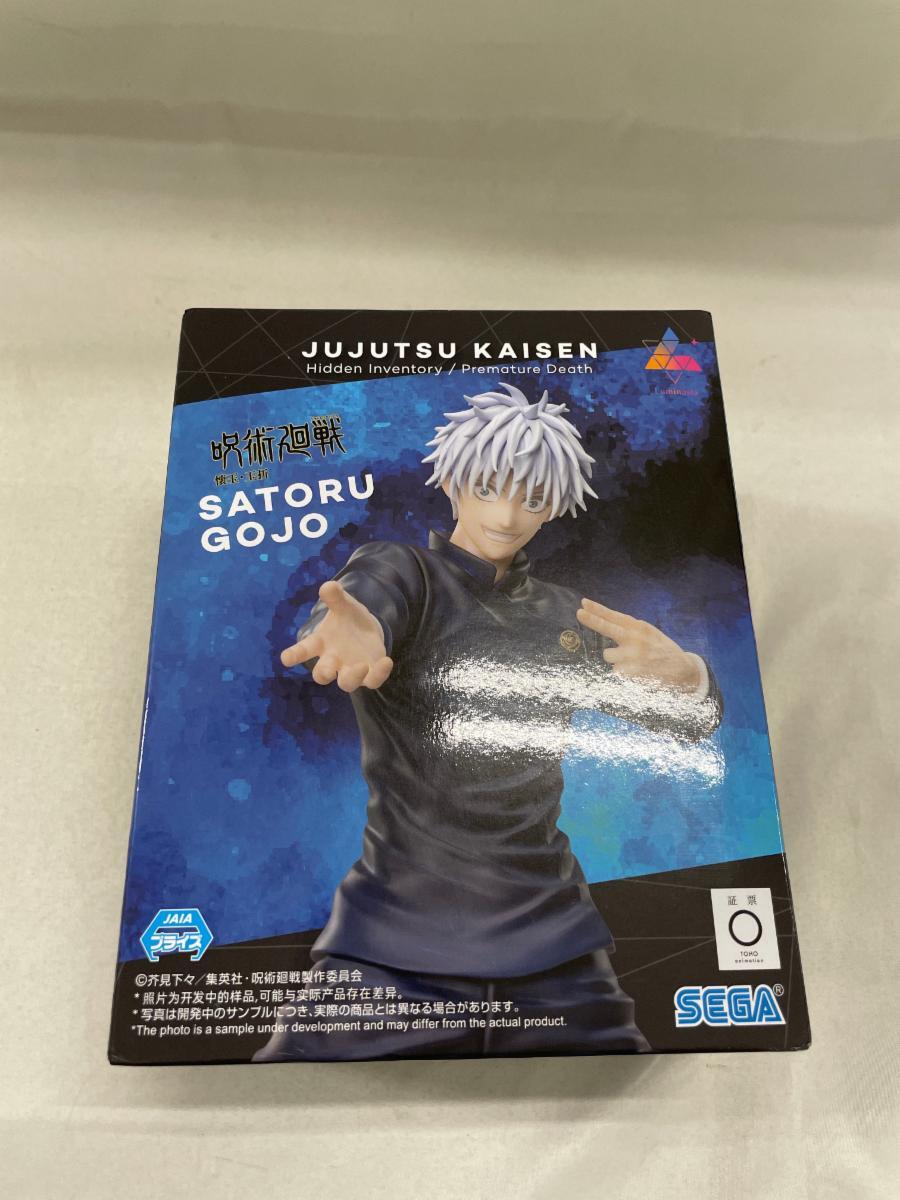 JUJUTSU KAISEN
Hidden Inventory / Premature Death
Luminasta
呪術廻戦
懐玉・玉折
SATORU
GOJO
JAIA
プライズ
証票
TOHO
animation
©芥見下々／集英社・呪術廻戦製作委員会
*照片为开发中的样品,可能与实际产品存在差异。
*写真は開発中のサンプルにつき、実際の商品とは異なる場合があります。
*The photo is a sample under development and may differ from the actual product.
SEGA®